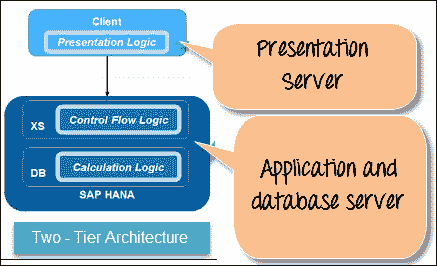 Client
Presentation Logic
Presentation
Server
XS
Control Flow Logic
DB
Calculation Logic
SAP HANA
Application and
database server
Two - Tier Architecture